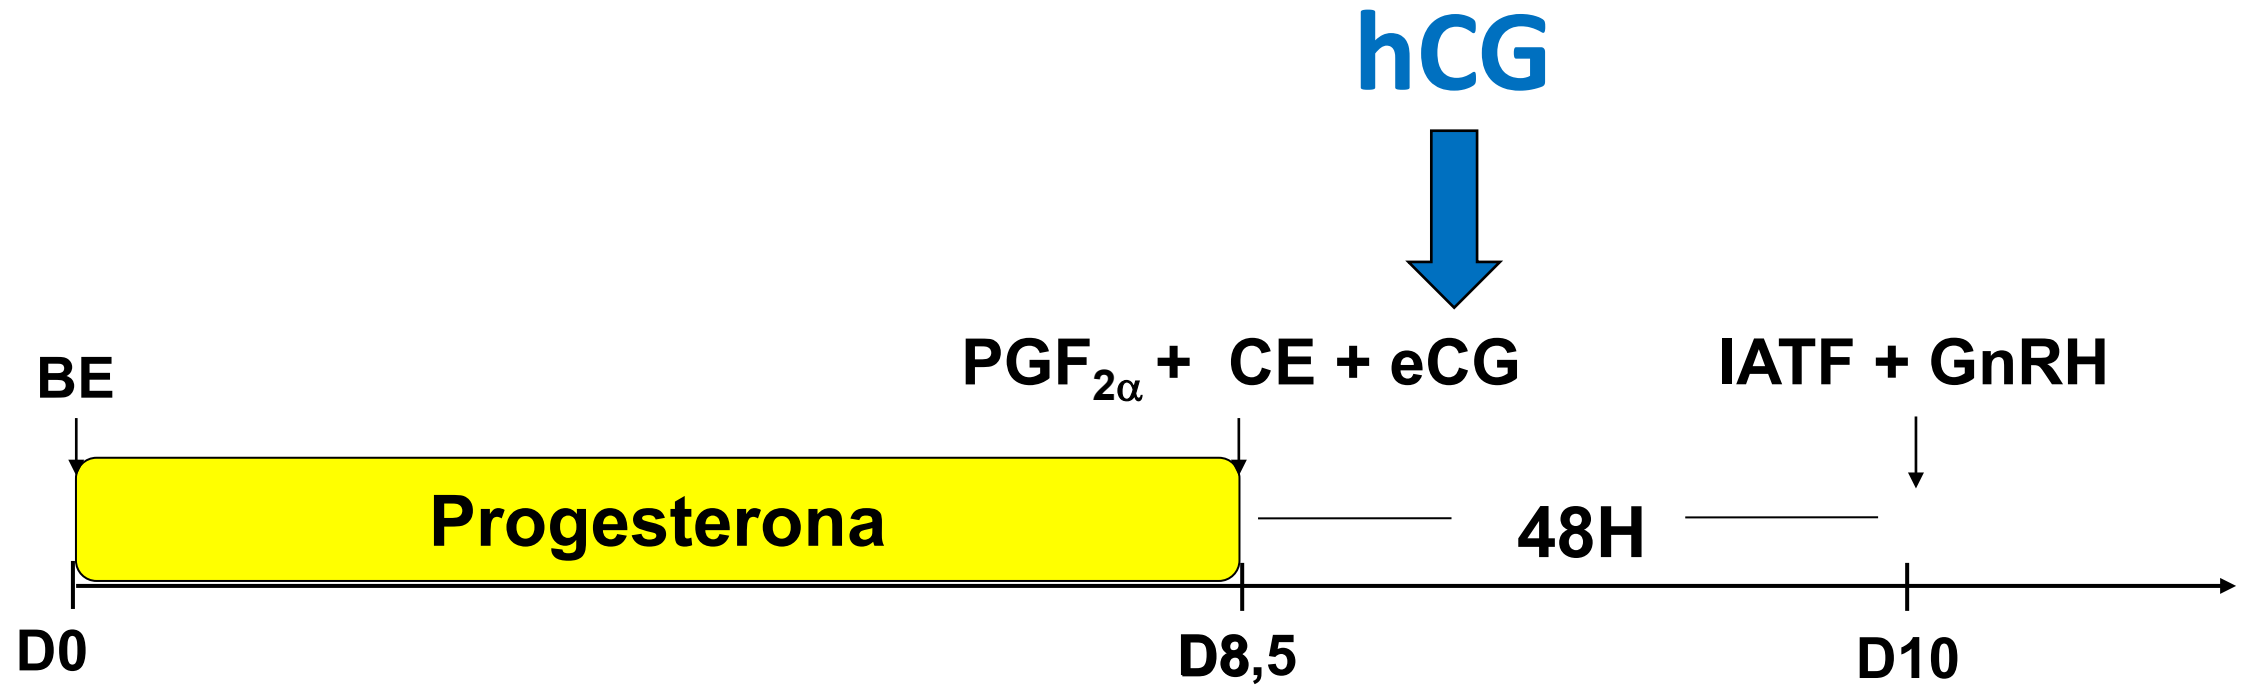 hCG
BE
PGF2α + CE + eCG
IATF + GnRH
Progesterona
48H
D0
D8,5
D10